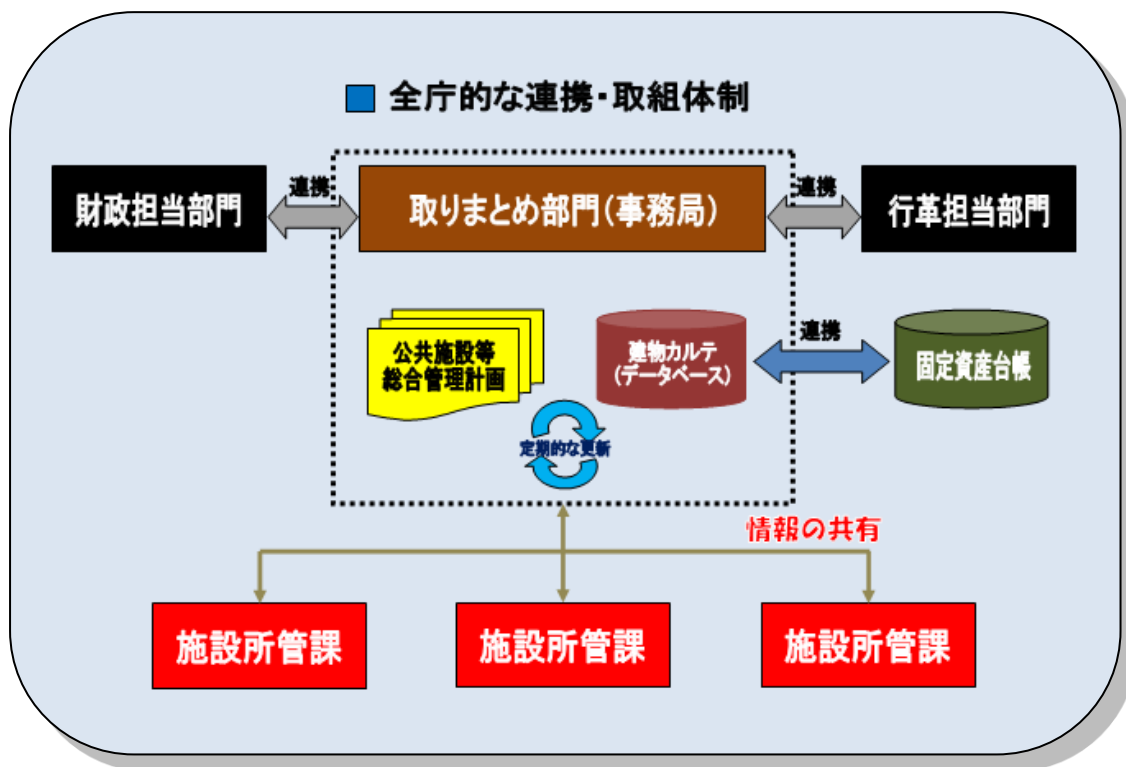 全庁的な連携・取組体制
財政担当部門
連携
取りまとめ部門(事務局)
連携
行革担当部門
公共施設等
総合管理計画
建物カルテ
(データベース)
連携
固定資産台帳
定期的な更新
情報の共有
施設所管課
施設所管課
施設所管課